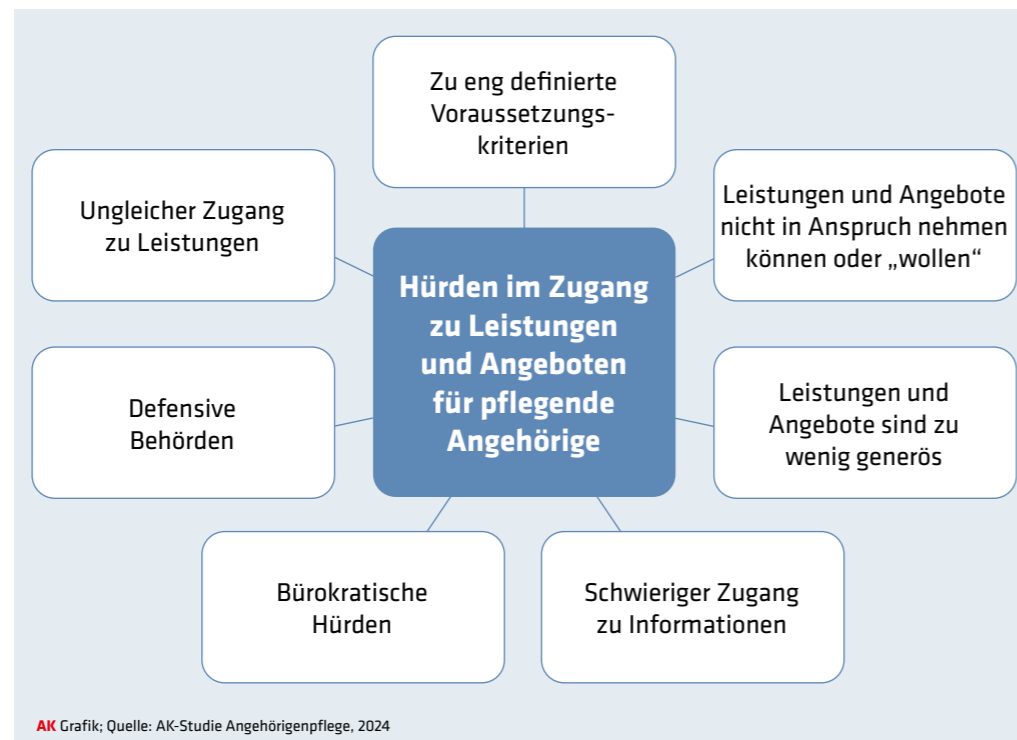 Zu eng definierte
Voraussetzungs-
kriterien
Leistungen und Angebote
nicht in Anspruch nehmen
können oder „wollen“
Leistungen und
Angebote sind zu
wenig generös
Schwieriger Zugang
zu Informationen
Bürokratische
Hürden
Defensive
Behörden
Ungleicher Zugang
zu Leistungen
Hürden im Zugang
zu Leistungen
und Angeboten
für pflegende
Angehörige
AK Grafik; Quelle: AK-Studie Angehörigenpflege, 2024